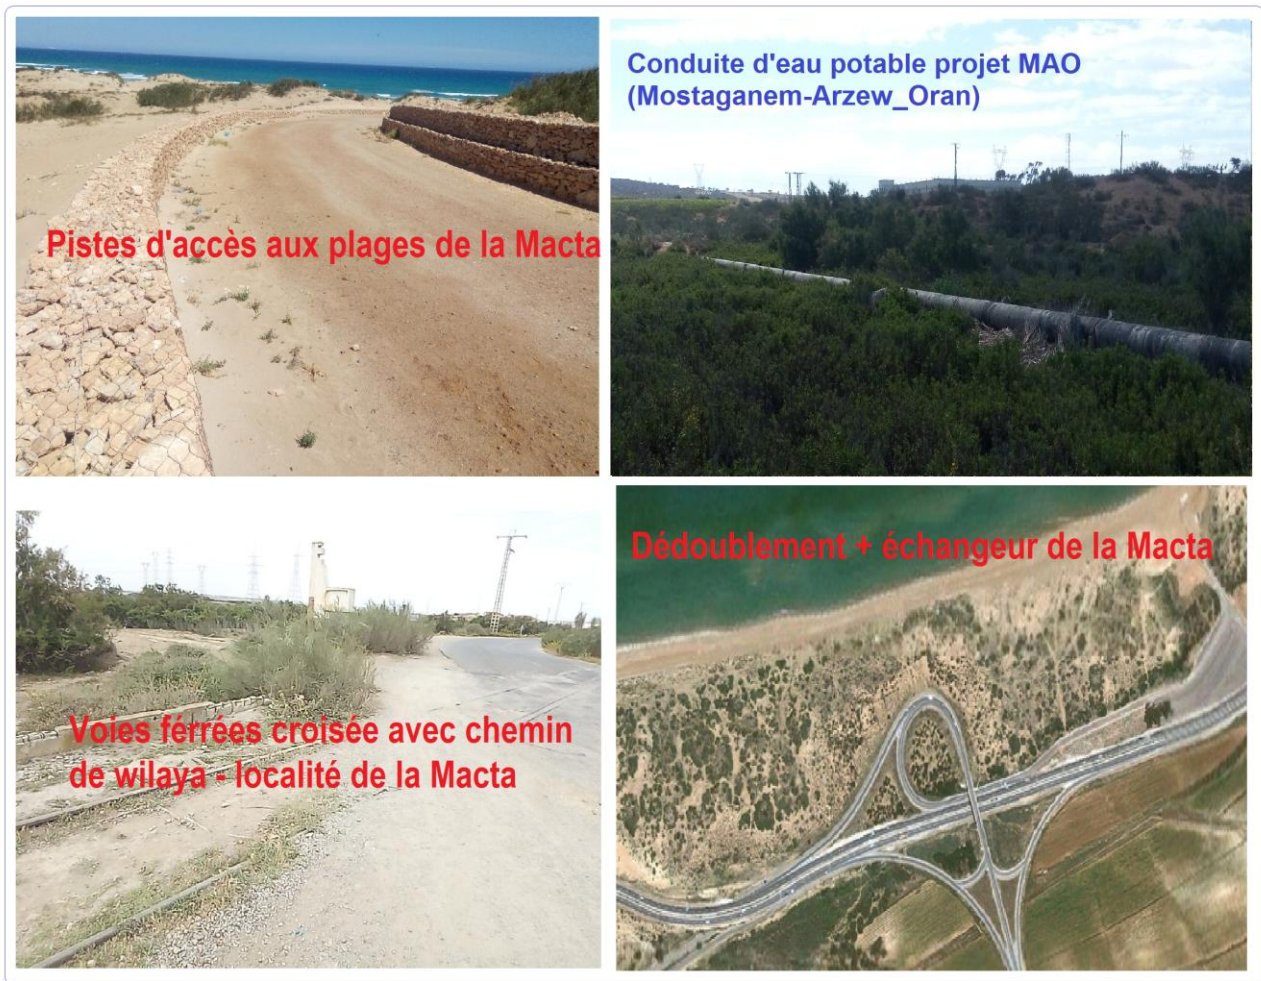 Pistes d'accès aux plages de la Macta
Conduite d'eau potable projet MAO
(Mostaganem-Arzew_Oran)
Voies férrées croisée avec chemin
de wilaya - localité de la Macta
Dédoublement + échangeur de la Macta